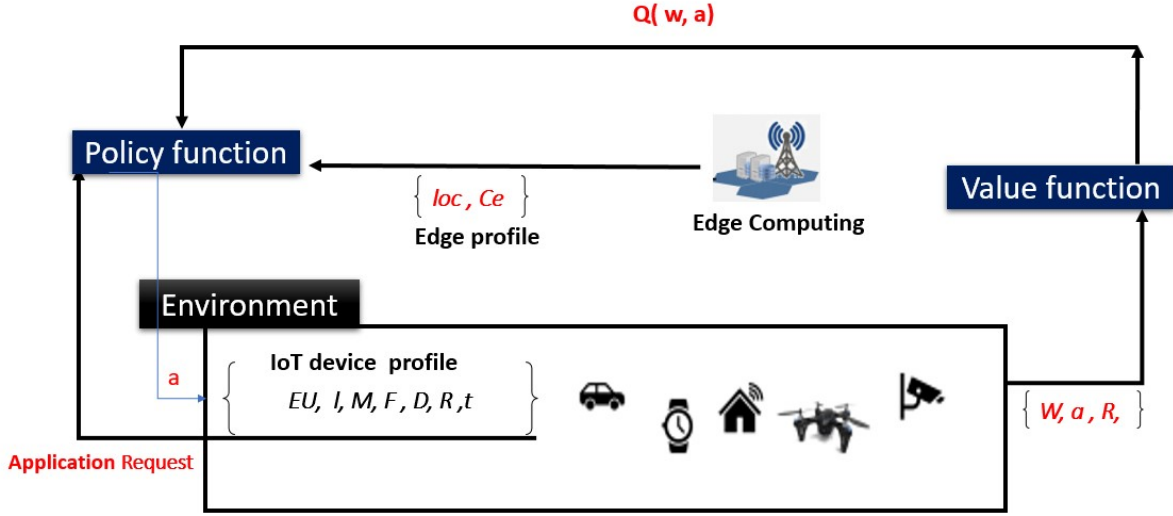 Q( w, a)
Policy function
{ loc , Ce }
Edge profile
Edge Computing
Value function
Environment
IoT device profile
{ EU, l, M, F , D, R ,t }
a
{ W, a , R, }
Application Request